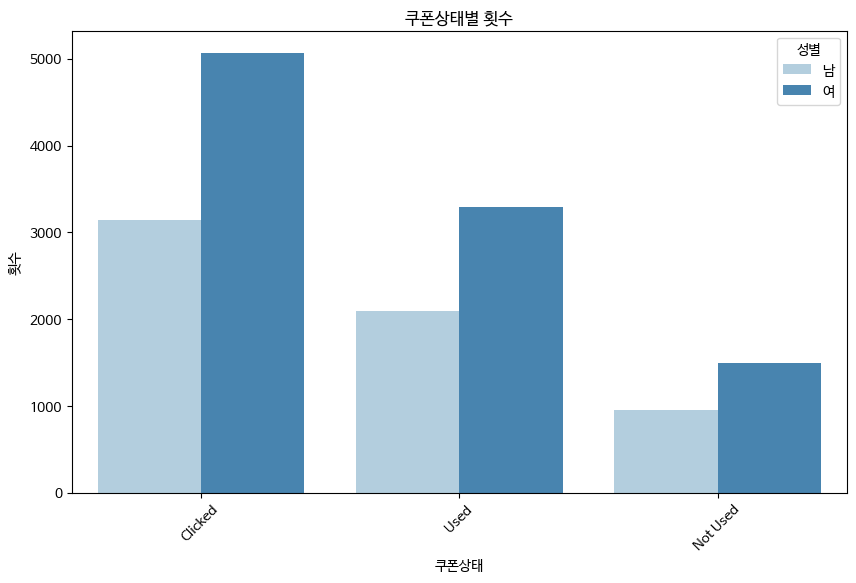 쿠폰상태별 횟수
성별
남
여
횟수
5000
4000
3000
2000
1000
0
Clicked
Used
Not Used
쿠폰상태